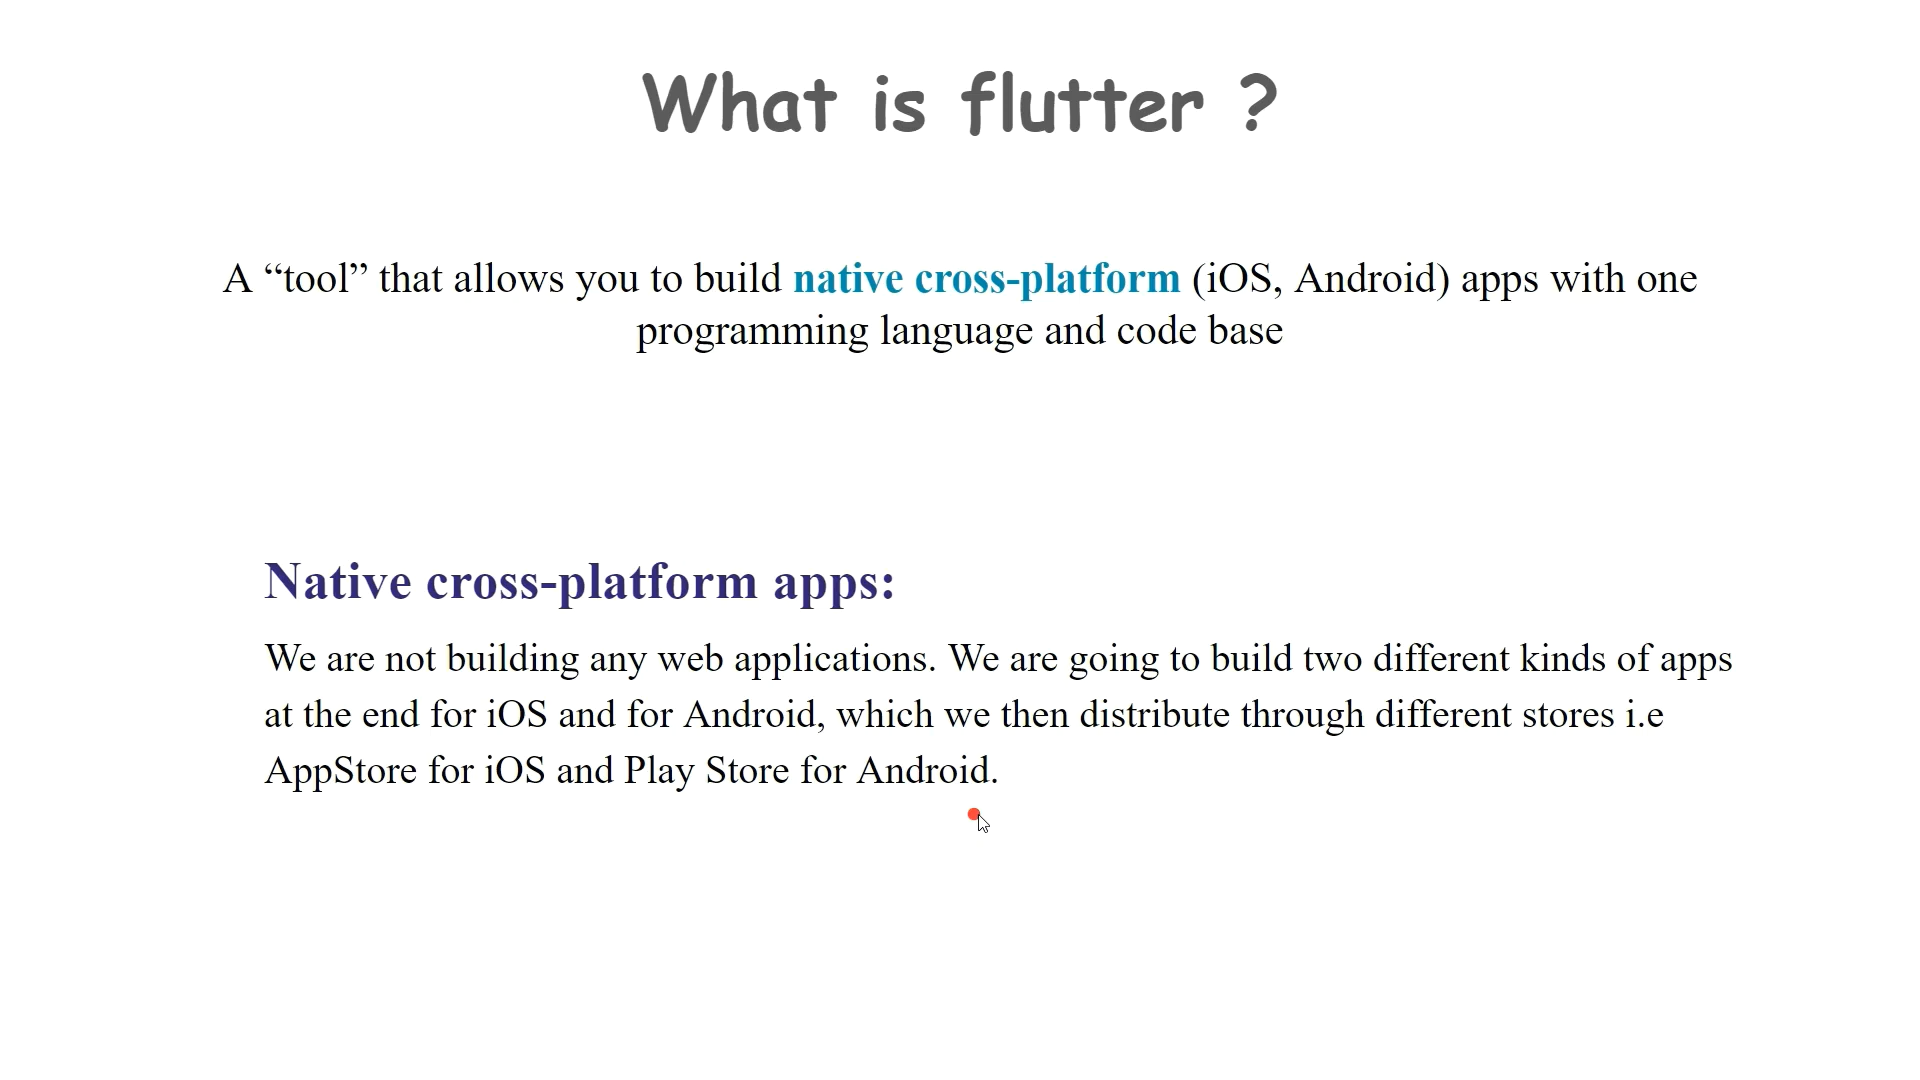 What is flutter ?
A “tool” that allows you to build native cross-platform (iOS, Android) apps with one
programming language and code base
Native cross-platform apps:
We are not building any web applications. We are going to build two different kinds of apps
at the end for iOS and for Android, which we then distribute through different stores i.e
AppStore for iOS and Play Store for Android.